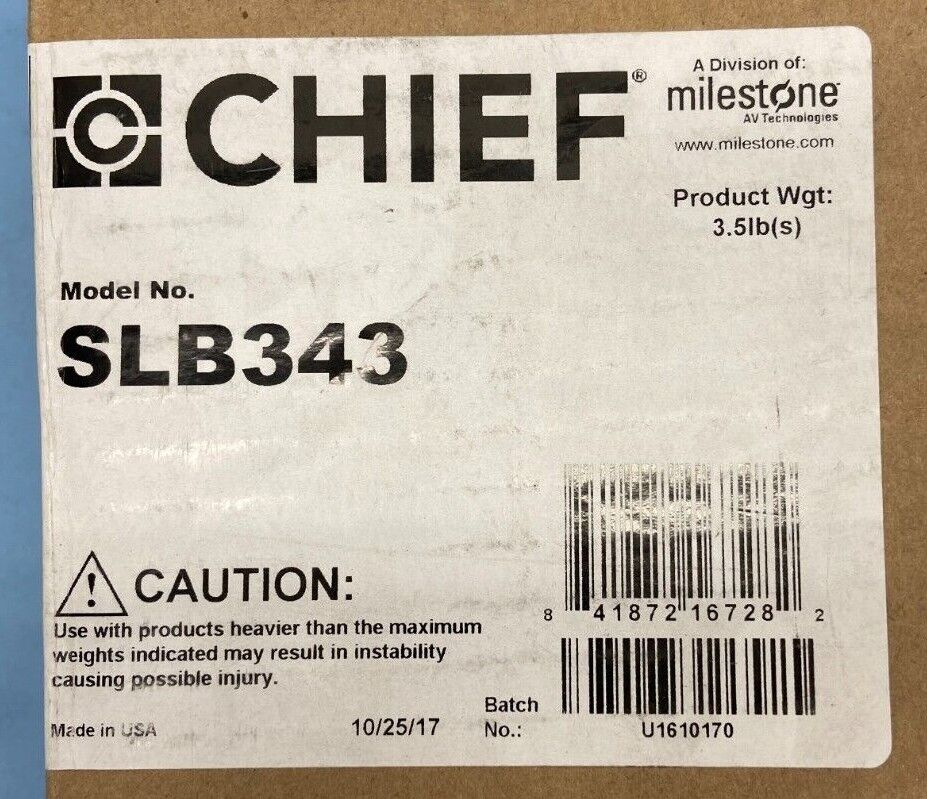 CHIEF®
A Division of:
milestone™
AV Technologies
www.milestone.com
Product Wgt:
3.5lb(s)
Model No.
SLB343
CAUTION:
Use with products heavier than the maximum
weights indicated may result in instability
causing possible injury.
8 41872 16728 2
Made in USA
10/25/17
Batch
No.:
U1610170